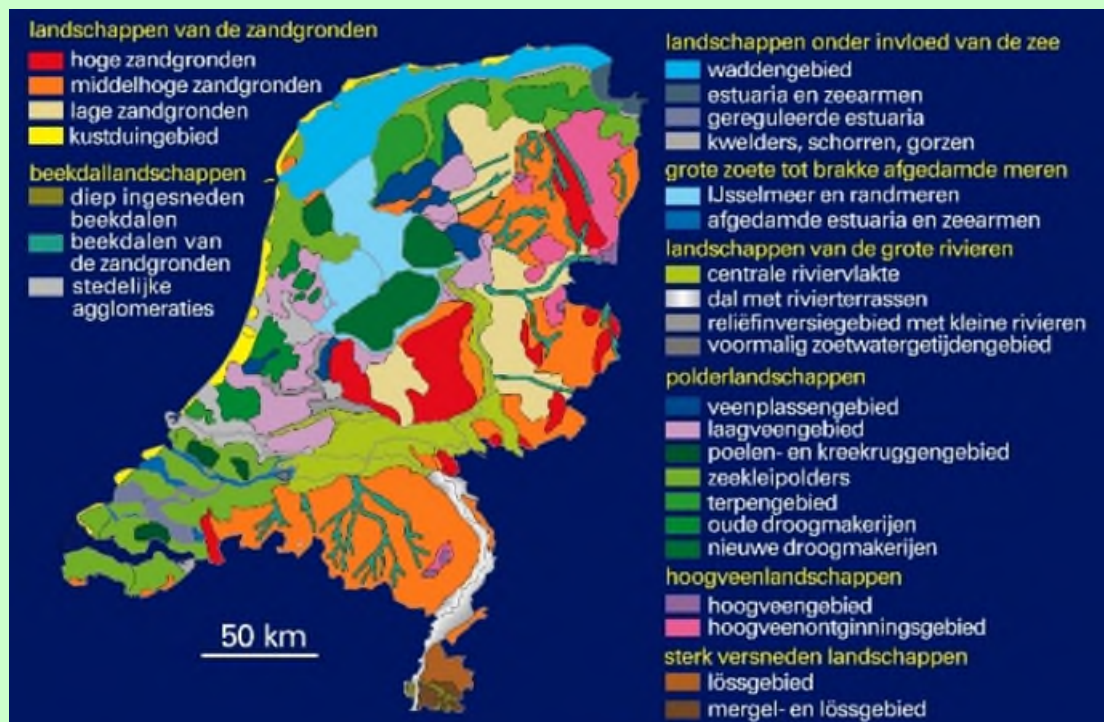 landschappen van de zandgronden
hoge zandgronden
middelhoge zandgronden
lage zandgronden
kustduingebied
beekdallandschappen
diep ingesneden
beekdalen
beekdalen van
de zandgronden
stedelijke
agglomeraties
50 km
landschappen onder invloed van de zee
waddengebied
estuaria en zeearmen
gereguleerde estuaria
kwelders, schorren, gorzen
grote zoete tot brakke afgedamde meren
IJsselmeer en randmeren
afgedamde estuaria en zeearmen
landschappen van de grote rivieren
centrale riviervlakte
dal met rivierterrassen
reliëfinversiegebied met kleine rivieren
voormalig zoetwatergetijdengebied
polderlandschappen
veenplassengebied
laagveengebied
poelen- en kreekruggengebied
zeekleipolders
terpengebied
oude droogmakerijen
nieuwe droogmakerijen
hoogveenlandschappen
hoogveengebied
hoogveenontginningsgebied
sterk versneden landschappen
lössgebied
mergel- en lössgebied